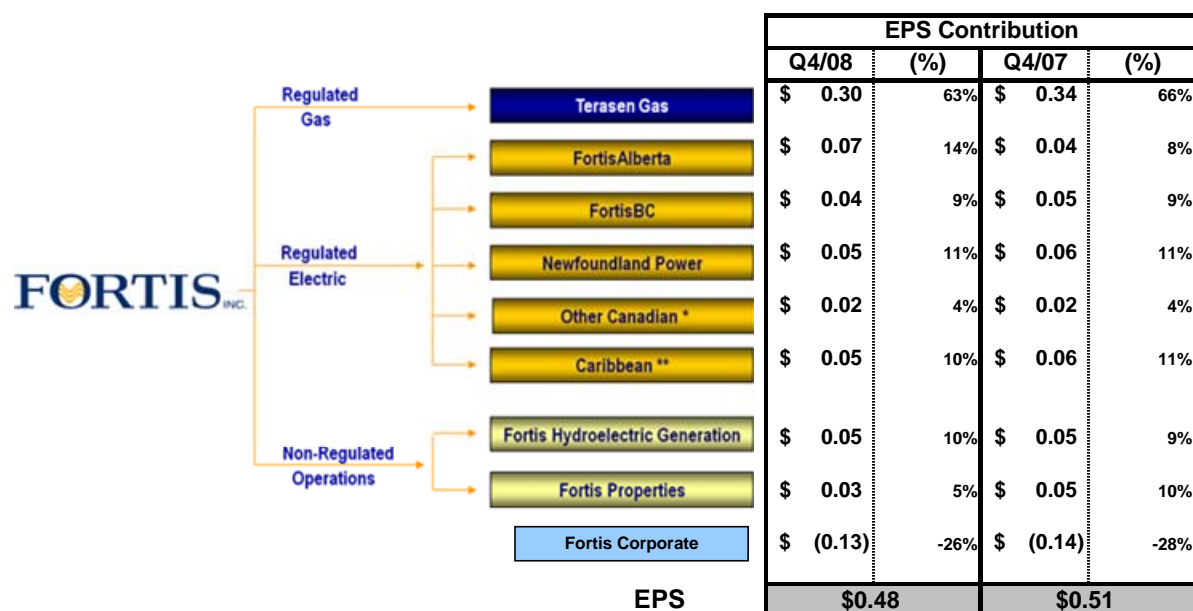 EPS Contribution
Q4/08 (%) Q4/07 (%)
Regulated
Gas
Terasen Gas $ 0.30 63% $ 0.34 66%
FortisAlberta $ 0.07 14% $ 0.04 8%
FortisBC $ 0.04 9% $ 0.05 9%
FORTIS INC.
Regulated
Electric
Newfoundland Power $ 0.05 11% $ 0.06 11%
Other Canadian * $ 0.02 4% $ 0.02 4%
Caribbean ** $ 0.05 10% $ 0.06 11%
Non-Regulated
Operations
Fortis Hydroelectric Generation $ 0.05 10% $ 0.05 9%
Fortis Properties $ 0.03 5% $ 0.05 10%
Fortis Corporate $ (0.13) -26% $ (0.14) -28%
EPS $0.48 $0.51